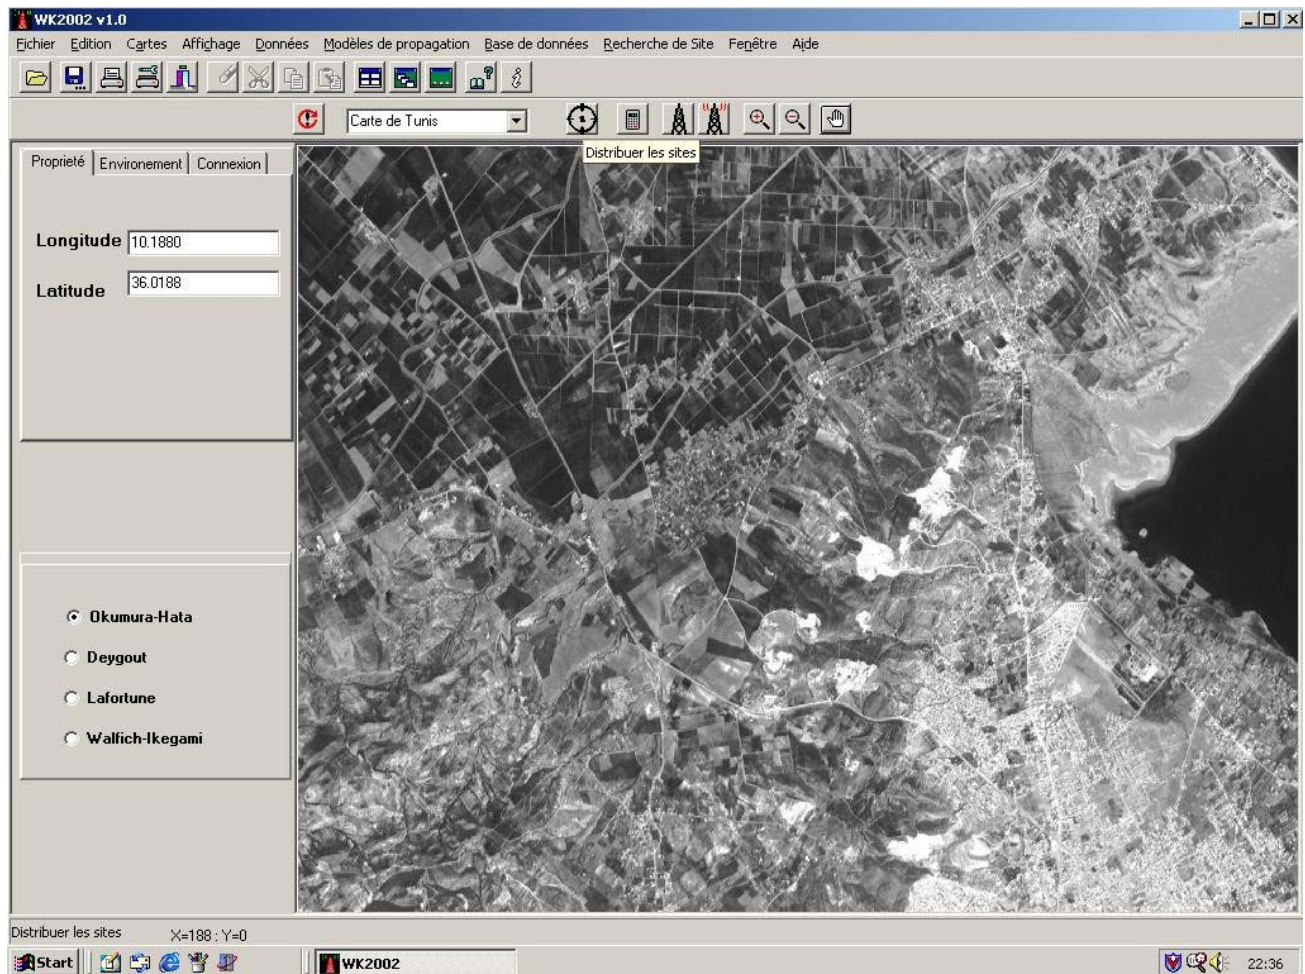 WK2002 v1.0
Fichier Edition Cartes Affichage Données Modèles de propagation Base de données Recherche de Site Fenêtre Aide
Carte de Tunis
Distribuer les sites
Proprieté Environement Connexion
Longitude 10.1880
Latitude 36.0188
Okumura-Hata
Deygout
Lafortune
Walfich-Ikegami
Distribuer les sites X=188 : Y=0
Start WK2002 22:36